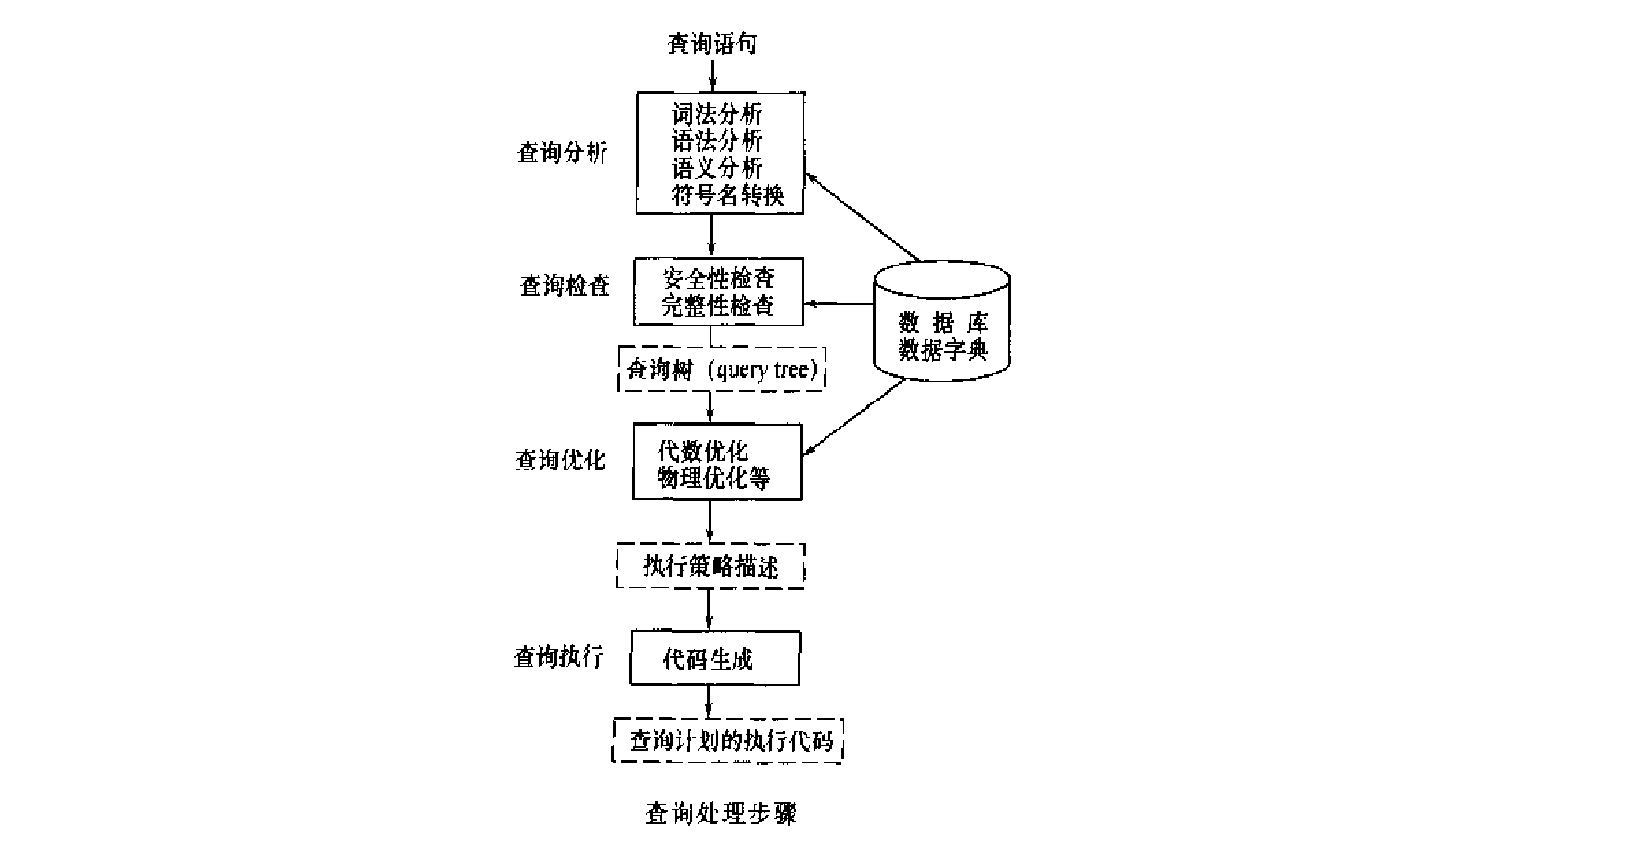 查询语句
查询分析
词法分析
语法分析
语义分析
符号名转换
查询检查
安全性检查
完整性检查
数据库
数据字典
查询树（query tree）
查询优化
代数优化
物理优化等
执行策略描述
查询执行
代码生成
查询计划的执行代码
查询处理步骤